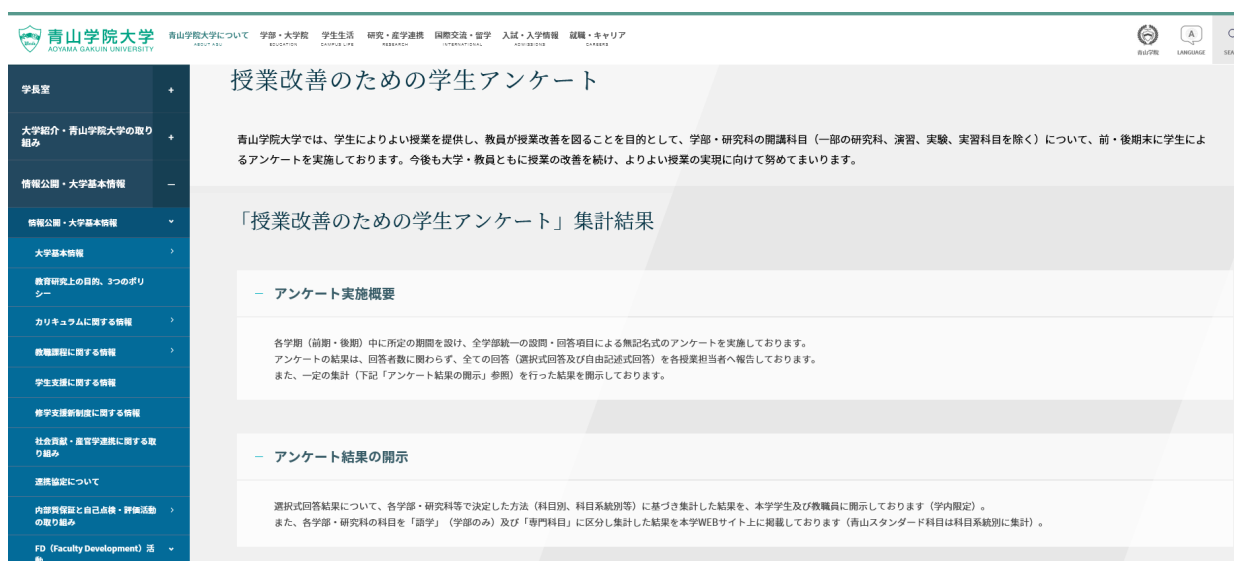 青山学院大学
AOYAMA GAKUIN UNIVERSITY
青山学院大学について 学部・大学院 学生生活 研究・産学連携 国際交流・留学 入試・入学情報 就職・キャリア
ABOUT AGU EDUCATION CAMPUS LIFE RESEARCH INTERNATIONAL ADMISSIONS CAREERS
青山学院
A
LANGUAGE
学長室
大学紹介・青山学院大学の取り
組み
情報公開・大学基本情報
情報公開・大学基本情報
大学基本情報
教育研究上の目的、3つのポリ
シー
カリキュラムに関する情報
教職課程に関する情報
学生支援に関する情報
修学支援新制度に関する情報
社会貢献・産官学連携に関する取
り組み
連携協定について
内部質保証と自己点検・評価活動
の取り組み
FD（Faculty Development）活
動
授業改善のための学生アンケート
青山学院大学では、学生によりよい授業を提供し、教員が授業改善を図ることを目的として、学部・研究科の開講科目（一部の研究科、演習、実験、実習科目を除く）について、前・後期末に学生によ
るアンケートを実施しております。今後も大学・教員ともに授業の改善を続け、よりよい授業の実現に向けて努めてまいります。
「授業改善のための学生アンケート」集計結果
アンケート実施概要
各学期（前期・後期）中に所定の期間を設け、全学部統一の設問・回答項目による無記名式のアンケートを実施しております。
アンケートの結果は、回答者数に関わらず、全ての回答（選択式回答及び自由記述式回答）を各授業担当者へ報告しております。
また、一定の集計（下記「アンケート結果の開示」参照）を行った結果を開示しております。
アンケート結果の開示
選択式回答結果について、各学部・研究科等で決定した方法（科目別、科目系統別等）に基づき集計した結果を、本学学生及び教職員に開示しております（学内限定）。
また、各学部・研究科の科目を「語学」（学部のみ）及び「専門科目」に区分し集計した結果を本学WEBサイト上に掲載しております（青山スタンダード科目は科目系統別に集計）。